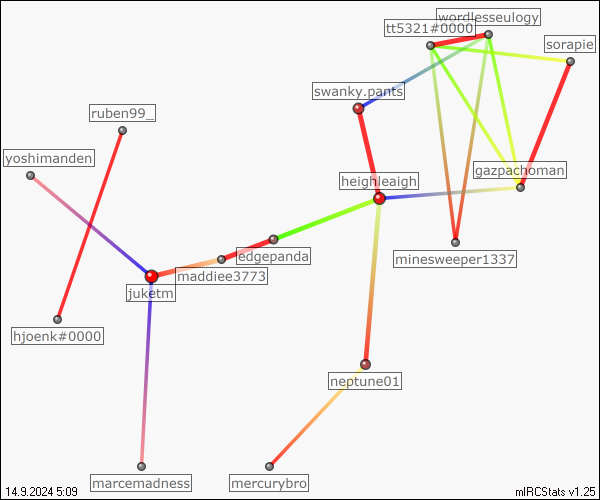 wordlesseulogy
tt5321#0000
sorapie
swanky.pants
ruben99_
yoshimanden
gazpachoman
heighleaigh
edgepanda
minesweeper1337
maddiee3773
juketm
hjoenk#0000
neptune01
marcemadness
mercurybro
14.9.2024 5:09
mIRCStats v1.25